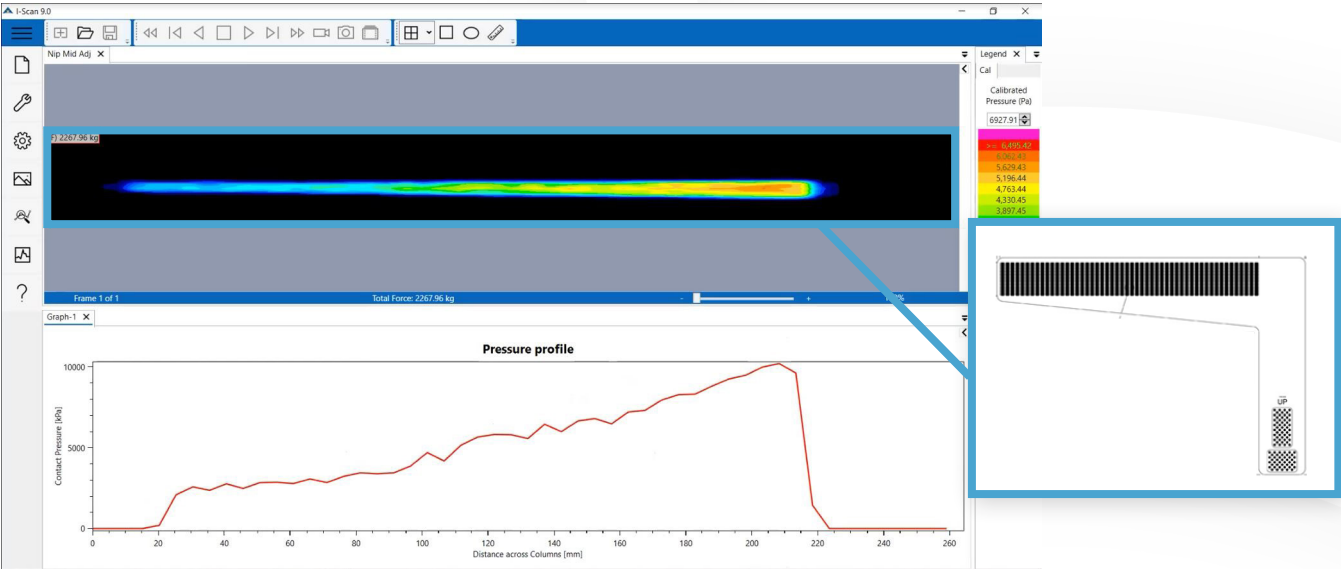 I-Scan 9.0
Nip Mid Adj
Legend
Cal
Calibrated
Pressure (Pa)
6927.91
>= 6,495.42
6,062.43
5,629.43
5,196.44
4,763.44
4,330.45
3,897.45
2267.96 kg
Frame 1 of 1
Total Force: 2267.96 kg
- +
Graph-1
Pressure profile
Contact Pressure [kPa]
10000
5000
0
0 20 40 60 80 100 120 140 160 180 200 220 240 260
Distance across Columns [mm]
UP